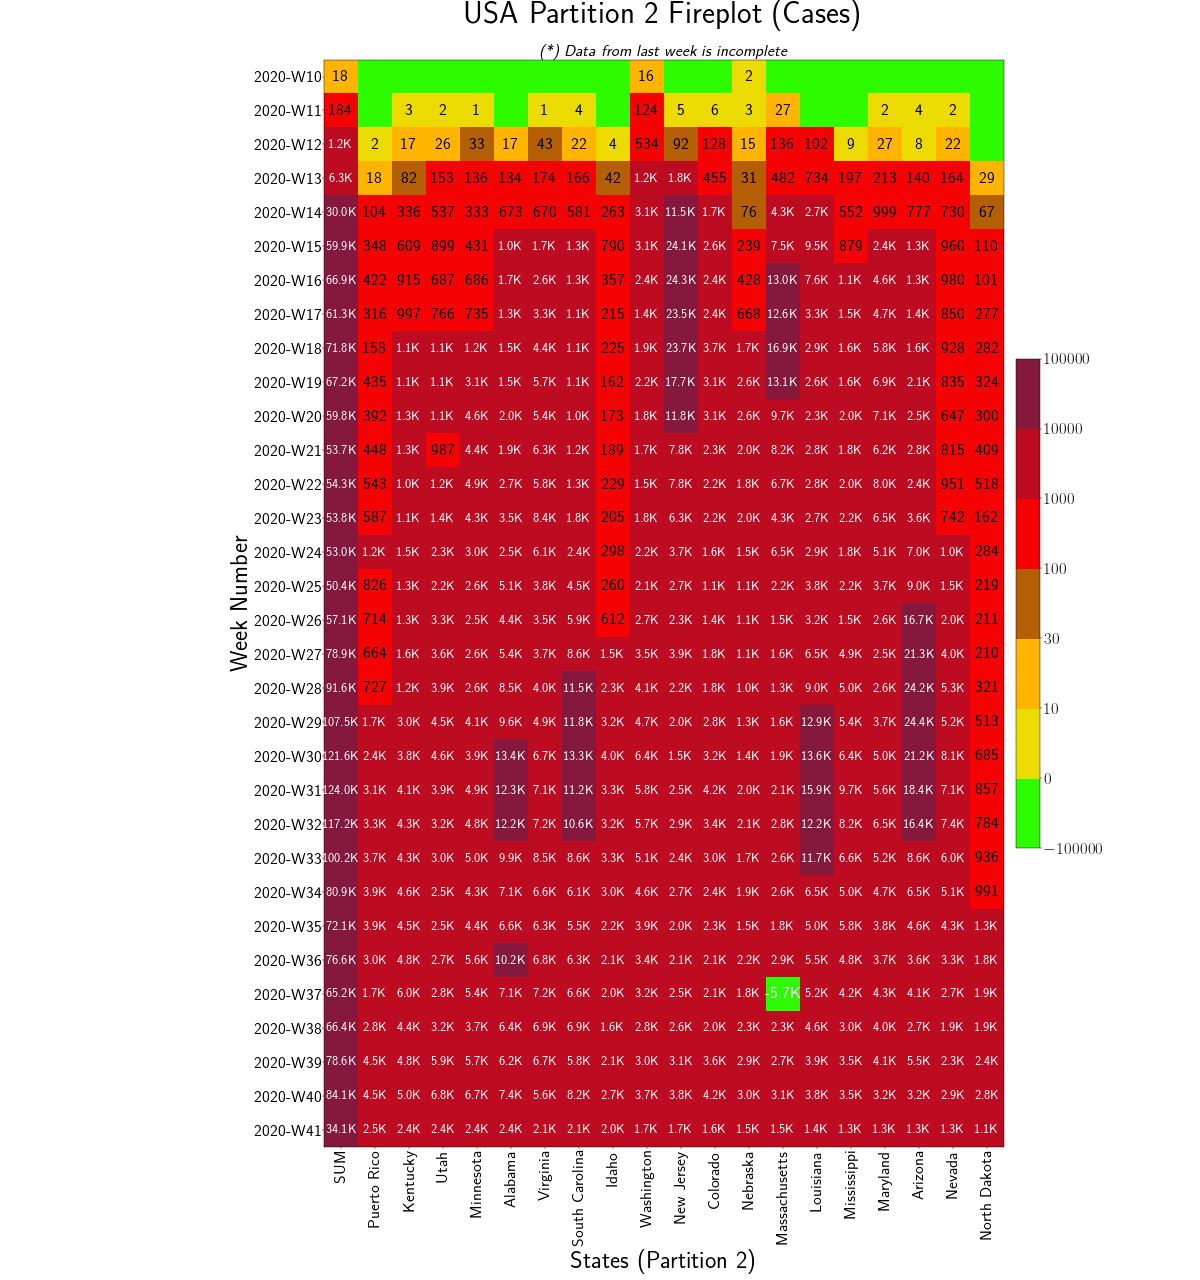 USA Partition 2 Fireplot (Cases)
(*) Data from last week is incomplete
2020-W10 18 16 2
2020-W11 184 3 2 1 1 4 124 5 6 3 27 2 4 2
2020-W12 1.2K 2 17 26 33 17 43 22 4 534 92 128 15 136 102 9 27 8 22
2020-W13 6.3K 18 82 153 136 134 174 166 42 1.2K 1.8K 455 31 482 734 197 213 140 164 29
2020-W14 30.0K 104 336 537 333 673 670 581 263 3.1K 11.5K 1.7K 76 4.3K 2.7K 552 999 777 730 67
2020-W15 59.9K 348 609 899 431 1.0K 1.7K 1.3K 790 3.1K 24.1K 2.6K 239 7.5K 9.5K 879 2.4K 1.3K 960 110
2020-W16 66.9K 422 915 687 686 1.7K 2.6K 1.3K 357 2.4K 24.3K 2.4K 428 13.0K 7.6K 1.1K 4.6K 1.3K 980 101
2020-W17 61.3K 316 997 766 735 1.3K 3.3K 1.1K 215 1.4K 23.5K 2.4K 668 12.6K 3.3K 1.5K 4.7K 1.4K 850 277
2020-W18 71.8K 158 1.1K 1.1K 1.2K 1.5K 4.4K 1.1K 225 1.9K 23.7K 3.7K 1.7K 16.9K 2.9K 1.6K 5.8K 1.6K 928 282
2020-W19 67.2K 435 1.1K 1.1K 3.1K 1.5K 5.7K 1.1K 162 2.2K 17.7K 3.1K 2.6K 13.1K 2.6K 1.6K 6.9K 2.1K 835 324
2020-W20 59.8K 392 1.3K 1.1K 4.6K 2.0K 5.4K 1.0K 173 1.8K 11.8K 3.1K 2.6K 9.7K 2.3K 2.0K 7.1K 2.5K 647 300
2020-W21 53.7K 448 1.3K 987 4.4K 1.9K 6.3K 1.2K 189 1.7K 7.8K 2.3K 2.0K 8.2K 2.8K 1.8K 6.2K 2.8K 815 409
2020-W22 54.3K 543 1.0K 1.2K 4.9K 2.7K 5.8K 1.3K 229 1.5K 7.8K 2.2K 1.8K 6.7K 2.8K 2.0K 8.0K 2.4K 951 518
2020-W23 53.8K 587 1.1K 1.4K 4.3K 3.5K 8.4K 1.8K 205 1.8K 6.3K 2.2K 2.0K 4.3K 2.7K 2.2K 6.5K 3.6K 742 162
2020-W24 53.0K 1.2K 1.5K 2.3K 3.0K 2.5K 6.1K 2.4K 298 2.2K 3.7K 1.6K 1.5K 6.5K 2.9K 1.8K 5.1K 7.0K 1.0K 284
2020-W25 50.4K 826 1.3K 2.2K 2.6K 5.1K 3.8K 4.5K 260 2.1K 2.7K 1.1K 1.1K 2.2K 3.8K 2.2K 3.7K 9.0K 1.5K 219
2020-W26 57.1K 714 1.3K 3.3K 2.5K 4.4K 3.5K 5.9K 612 2.7K 2.3K 1.4K 1.1K 1.5K 3.2K 1.5K 2.6K 16.7K 2.0K 211
2020-W27 78.9K 664 1.6K 3.6K 2.6K 5.4K 3.7K 8.6K 1.5K 3.5K 3.9K 1.8K 1.1K 1.6K 6.5K 4.9K 2.5K 21.3K 4.0K 210
2020-W28 91.6K 727 1.2K 3.9K 2.6K 8.5K 4.0K 11.5K 2.3K 4.1K 2.2K 1.8K 1.0K 1.3K 9.0K 5.0K 2.6K 24.2K 5.3K 321
2020-W29 107.5K 1.7K 3.0K 4.5K 4.1K 9.6K 4.9K 11.8K 3.2K 4.7K 2.0K 2.8K 1.3K 1.6K 12.9K 5.4K 3.7K 24.4K 5.2K 513
2020-W30 121.6K 2.4K 3.8K 4.6K 3.9K 13.4K 6.7K 13.3K 4.0K 6.4K 1.5K 3.2K 1.4K 1.9K 13.6K 6.4K 5.0K 21.2K 8.1K 685
2020-W31 124.0K 3.1K 4.1K 3.9K 4.9K 12.3K 7.1K 11.2K 3.3K 5.8K 2.5K 4.2K 2.0K 2.1K 15.9K 9.7K 5.6K 18.4K 7.1K 857
2020-W32 117.2K 3.3K 4.3K 3.2K 4.8K 12.2K 7.2K 10.6K 3.2K 5.7K 2.9K 3.4K 2.1K 2.8K 12.2K 8.2K 6.5K 16.4K 7.4K 784
2020-W33 100.2K 3.7K 4.3K 3.0K 5.0K 9.9K 8.5K 8.6K 3.3K 5.1K 2.4K 3.0K 1.7K 2.6K 11.7K 6.6K 5.2K 8.6K 6.0K 936
2020-W34 80.9K 3.9K 4.6K 2.5K 4.3K 7.1K 6.6K 6.1K 3.0K 4.6K 2.7K 2.4K 1.9K 2.6K 6.5K 5.0K 4.7K 6.5K 5.1K 991
2020-W35 72.1K 3.9K 4.5K 2.5K 4.4K 6.6K 6.3K 5.5K 2.2K 3.9K 2.0K 2.3K 1.5K 1.8K 5.0K 5.8K 3.8K 4.6K 4.3K 1.3K
2020-W36 76.6K 3.0K 4.8K 2.7K 5.6K 10.2K 6.8K 6.3K 2.1K 3.4K 2.1K 2.1K 2.2K 2.9K 5.5K 4.8K 3.7K 3.6K 3.3K 1.8K
2020-W37 65.2K 1.7K 6.0K 2.8K 5.4K 7.1K 7.2K 6.6K 2.0K 3.2K 2.5K 2.1K 1.8K -5.7K 5.2K 4.2K 4.3K 4.1K 2.7K 1.9K
2020-W38 66.4K 2.8K 4.4K 3.2K 3.7K 6.4K 6.9K 6.9K 1.6K 2.8K 2.6K 2.0K 2.3K 2.3K 4.6K 3.0K 4.0K 2.7K 1.9K 1.9K
2020-W39 78.6K 4.5K 4.8K 5.9K 5.7K 6.2K 6.7K 5.8K 2.1K 3.0K 3.1K 3.6K 2.9K 2.7K 3.9K 3.5K 4.1K 5.5K 2.3K 2.4K
2020-W40 84.1K 4.5K 5.0K 6.8K 6.7K 7.4K 5.6K 8.2K 2.7K 3.7K 3.8K 4.2K 3.0K 3.1K 3.8K 3.5K 3.2K 3.2K 2.9K 2.8K
2020-W41 34.1K 2.5K 2.4K 2.4K 2.4K 2.4K 2.1K 2.1K 2.0K 1.7K 1.7K 1.6K 1.5K 1.5K 1.4K 1.3K 1.3K 1.3K 1.3K 1.1K
Week Number
SUM
Puerto Rico
Kentucky
Utah
Minnesota
Alabama
Virginia
South Carolina
Idaho
Washington
New Jersey
Colorado
Nebraska
Massachusetts
Louisiana
Mississippi
Maryland
Arizona
Nevada
North Dakota
States (Partition 2)
100000
10000
1000
100
30
10
0
−100000